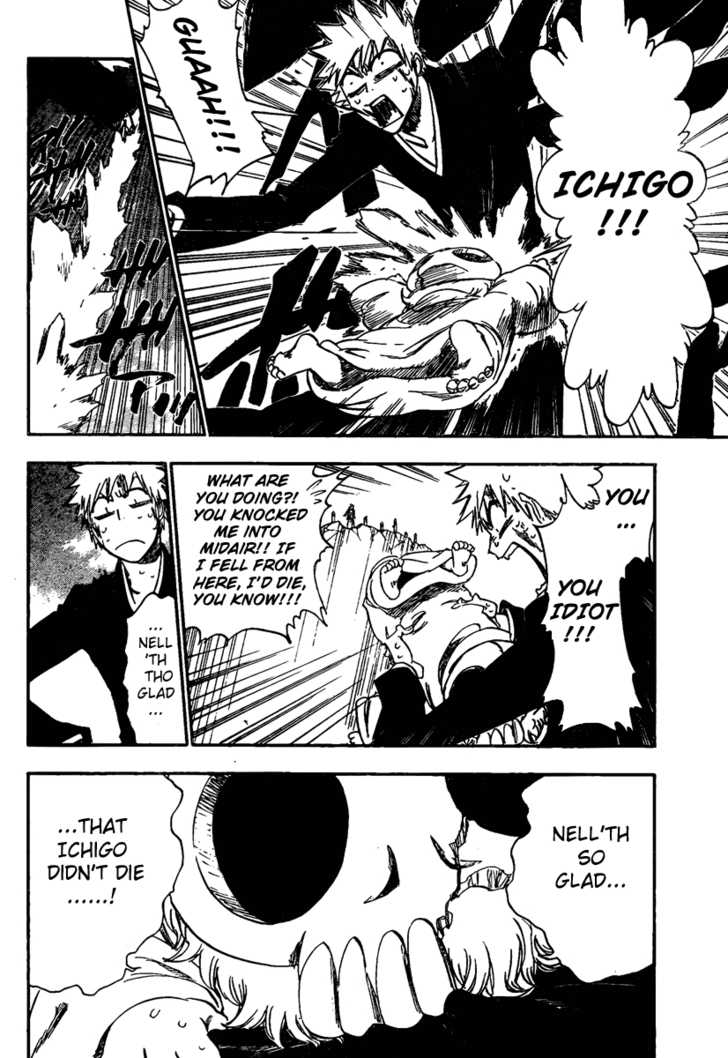 ICHIGO
!!!
GUAAH!!!
YOU
...
YOU
IDIOT
!!!
WHAT ARE
YOU DOING?!
YOU KNOCKED
ME INTO
MIDAIR!! IF
I FELL FROM
HERE, I'D DIE,
YOU KNOW!!!
...
NELL
'TH
THO
GLAD
...
NELL'TH
SO
GLAD...
...THAT
ICHIGO
DIDN'T DIE
......!